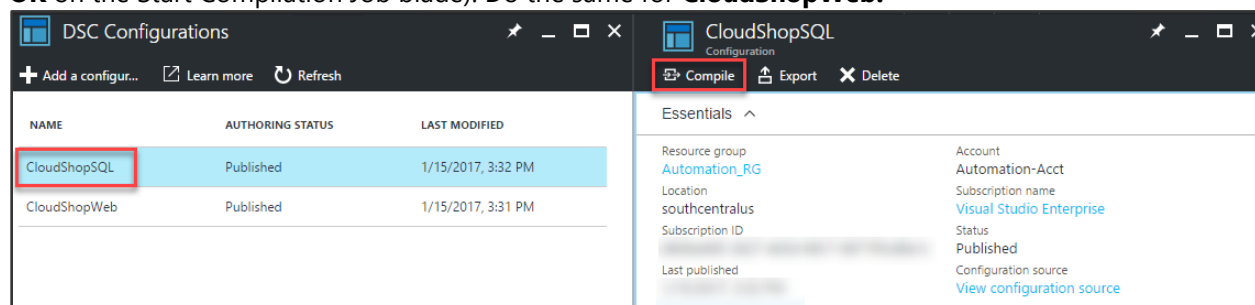 OK on the Start Compilation Job blade). Do the same for CloudShopWeb.
DSC Configurations
Add a configur... Learn more Refresh
NAME AUTHORING STATUS LAST MODIFIED
CloudShopSQL Published 1/15/2017, 3:32 PM
CloudShopWeb Published 1/15/2017, 3:31 PM
CloudShopSQL
Configuration
Compile Export Delete
Essentials
Resource group
Automation_RG
Location
southcentralus
Subscription ID
Last published
Account
Automation-Acct
Subscription name
Visual Studio Enterprise
Status
Published
Configuration source
View configuration source